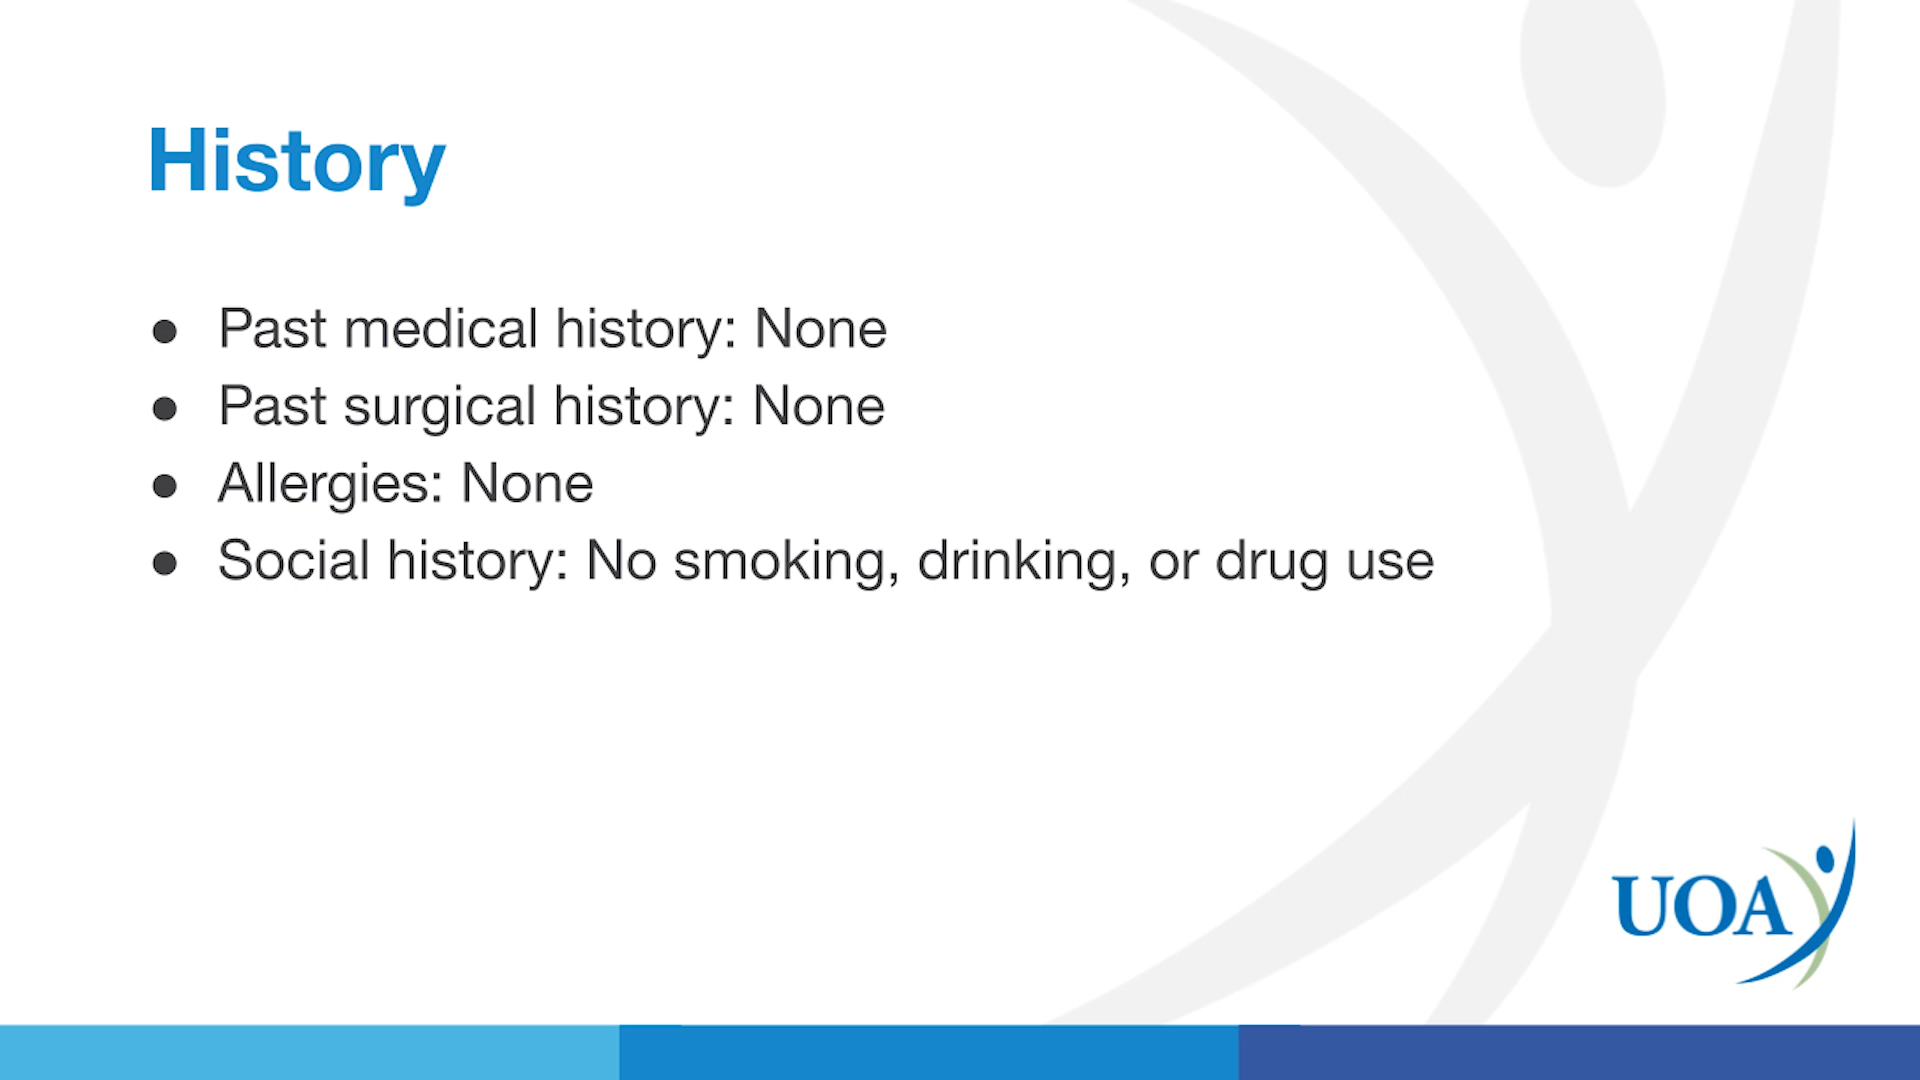 History
● Past medical history: None
● Past surgical history: None
● Allergies: None
● Social history: No smoking, drinking, or drug use
UOA